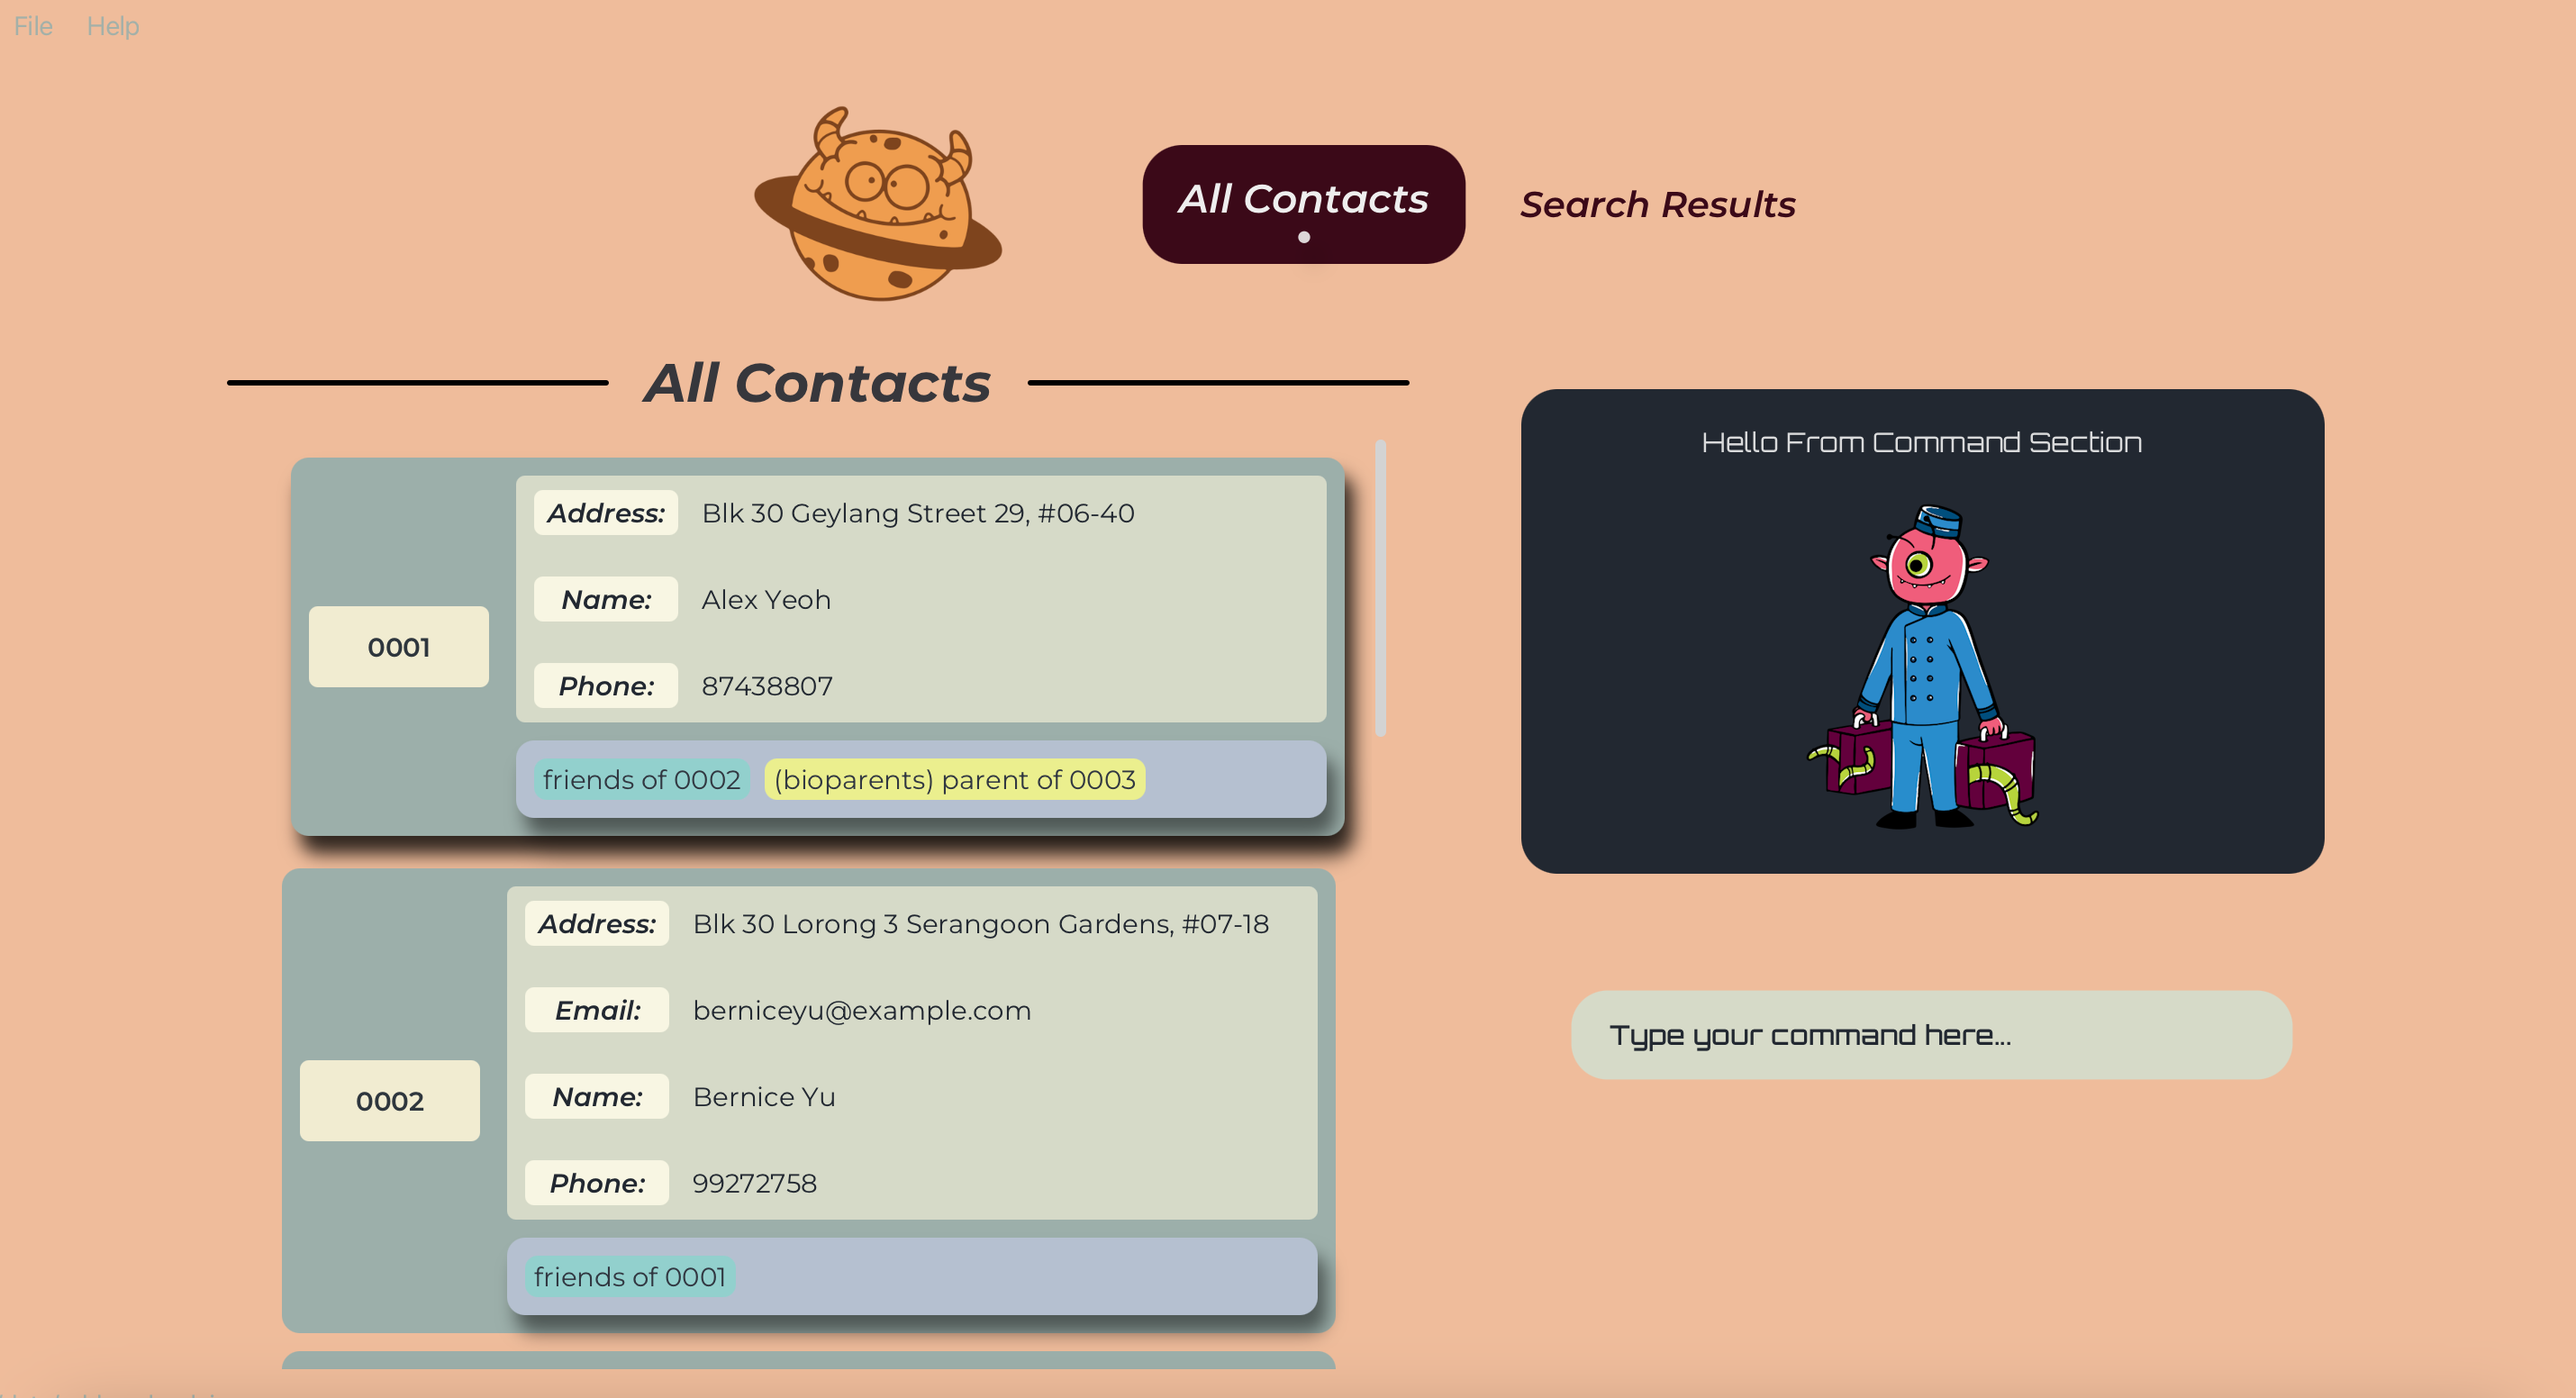 File Help
All Contacts
Search Results
All Contacts
0001
Address: Blk 30 Geylang Street 29, #06-40
Name: Alex Yeoh
Phone: 87438807
friends of 0002 (bioparents) parent of 0003
0002
Address: Blk 30 Lorong 3 Serangoon Gardens, #07-18
Email: berniceyu@example.com
Name: Bernice Yu
Phone: 99272758
friends of 0001
Hello From Command Section
Type your command here...